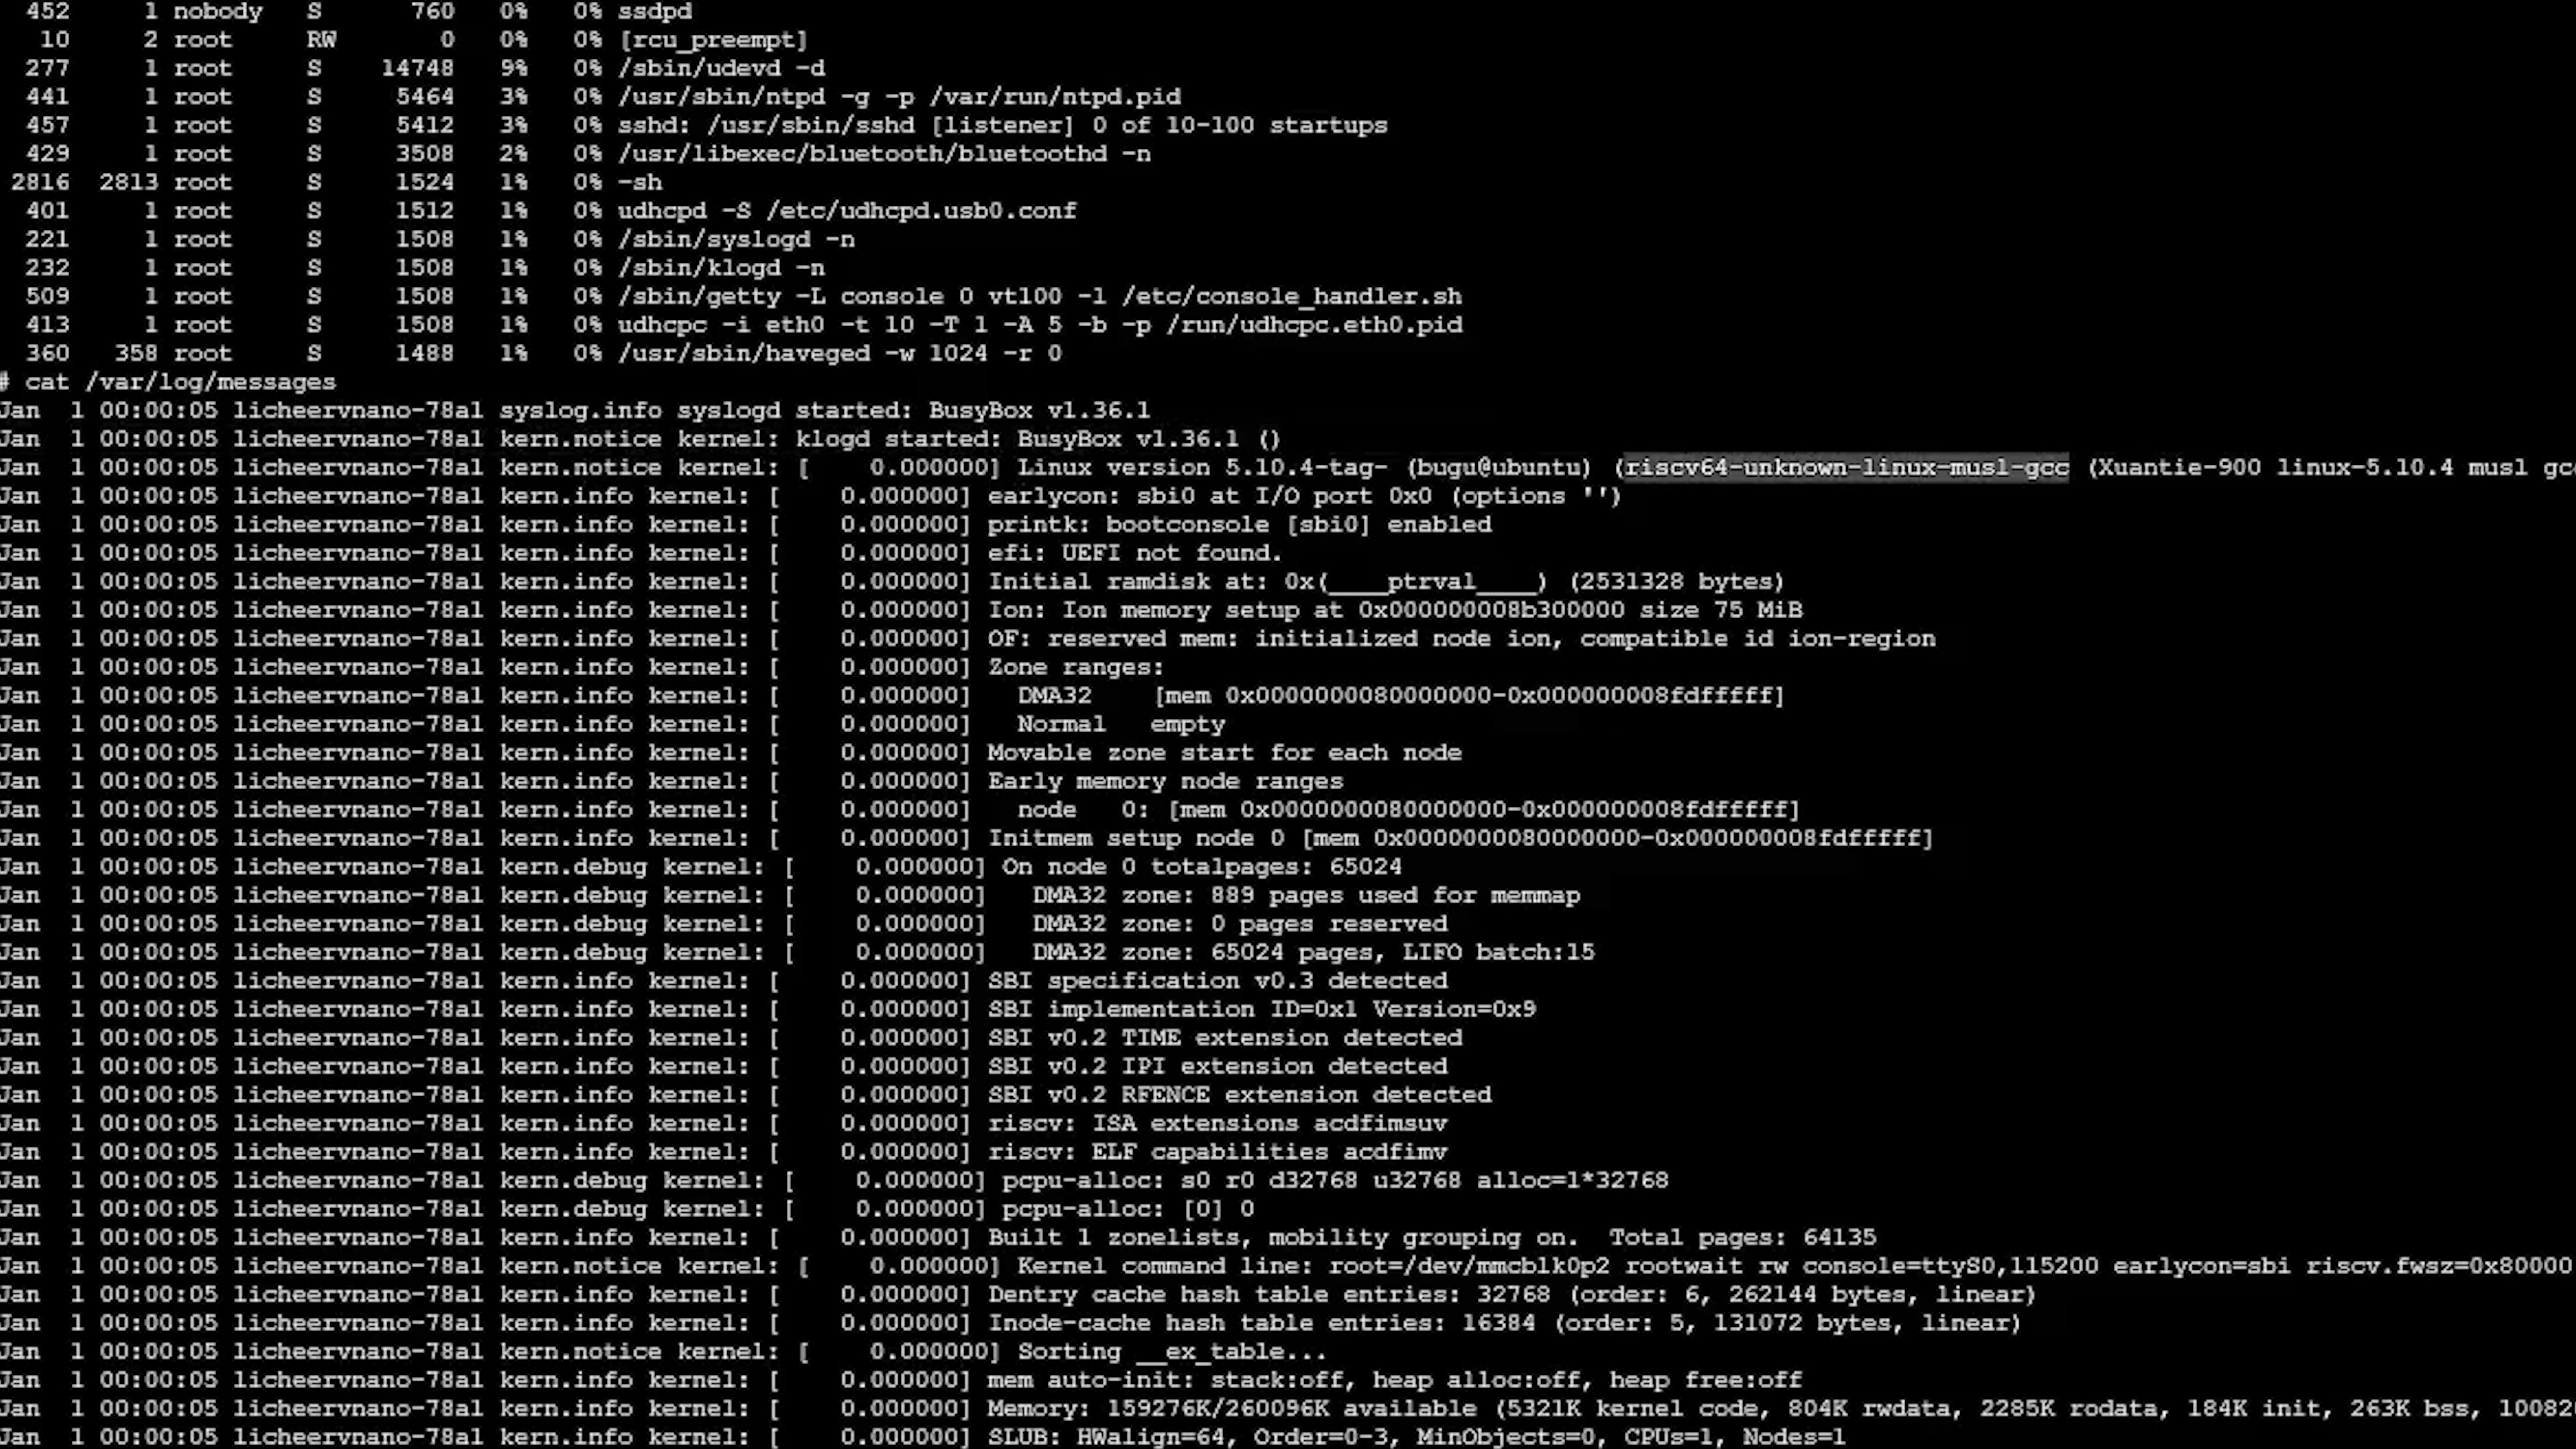 452 1 nobody S 760 0% 0% ssdpd
10 2 root RW 0 0% 0% [rcu_preempt]
277 1 root S 14748 9% 0% /sbin/udevd -d
441 1 root S 5464 3% 0% /usr/sbin/ntpd -g -p /var/run/ntpd.pid
457 1 root S 5412 3% 0% sshd: /usr/sbin/sshd [listener] 0 of 10-100 startups
429 1 root S 3508 2% 0% /usr/libexec/bluetooth/bluetoothd -n
2816 2813 root S 1524 1% 0% -sh
401 1 root S 1512 1% 0% udhcpd -S /etc/udhcpd.usb0.conf
221 1 root S 1508 1% 0% /sbin/syslogd -n
232 1 root S 1508 1% 0% /sbin/klogd -n
509 1 root S 1508 1% 0% /sbin/getty -L console 0 vt100 -l /etc/console_handler.sh
413 1 root S 1508 1% 0% udhcpc -i eth0 -t 10 -T 1 -A 5 -b -p /run/udhcpc.eth0.pid
360 358 root S 1488 1% 0% /usr/sbin/haveged -w 1024 -r 0
# cat /var/log/messages
Jan 1 00:00:05 licheervnano-78a1 syslog.info syslogd started: BusyBox v1.36.1
Jan 1 00:00:05 licheervnano-78a1 kern.notice kernel: klogd started: BusyBox v1.36.1 ()
Jan 1 00:00:05 licheervnano-78a1 kern.notice kernel: [ 0.000000] Linux version 5.10.4-tag- (bugu@ubuntu) (riscv64-unknown-linux-musl-gcc (Xuantie-900 linux-5.10.4 musl gc
Jan 1 00:00:05 licheervnano-78a1 kern.info kernel: [ 0.000000] earlycon: sbi0 at I/O port 0x0 (options '')
Jan 1 00:00:05 licheervnano-78a1 kern.info kernel: [ 0.000000] printk: bootconsole [sbi0] enabled
Jan 1 00:00:05 licheervnano-78a1 kern.info kernel: [ 0.000000] efi: UEFI not found.
Jan 1 00:00:05 licheervnano-78a1 kern.info kernel: [ 0.000000] Initial ramdisk at: 0x(____ptrval____) (2531328 bytes)
Jan 1 00:00:05 licheervnano-78a1 kern.info kernel: [ 0.000000] Ion: Ion memory setup at 0x000000008b300000 size 75 MiB
Jan 1 00:00:05 licheervnano-78a1 kern.info kernel: [ 0.000000] OF: reserved mem: initialized node ion, compatible id ion-region
Jan 1 00:00:05 licheervnano-78a1 kern.info kernel: [ 0.000000] Zone ranges:
Jan 1 00:00:05 licheervnano-78a1 kern.info kernel: [ 0.000000] DMA32 [mem 0x0000000080000000-0x000000008fdfffff]
Jan 1 00:00:05 licheervnano-78a1 kern.info kernel: [ 0.000000] Normal empty
Jan 1 00:00:05 licheervnano-78a1 kern.info kernel: [ 0.000000] Movable zone start for each node
Jan 1 00:00:05 licheervnano-78a1 kern.info kernel: [ 0.000000] Early memory node ranges
Jan 1 00:00:05 licheervnano-78a1 kern.info kernel: [ 0.000000] node 0: [mem 0x0000000080000000-0x000000008fdfffff]
Jan 1 00:00:05 licheervnano-78a1 kern.info kernel: [ 0.000000] Initmem setup node 0 [mem 0x0000000080000000-0x000000008fdfffff]
Jan 1 00:00:05 licheervnano-78a1 kern.debug kernel: [ 0.000000] On node 0 totalpages: 65024
Jan 1 00:00:05 licheervnano-78a1 kern.debug kernel: [ 0.000000] DMA32 zone: 889 pages used for memmap
Jan 1 00:00:05 licheervnano-78a1 kern.debug kernel: [ 0.000000] DMA32 zone: 0 pages reserved
Jan 1 00:00:05 licheervnano-78a1 kern.debug kernel: [ 0.000000] DMA32 zone: 65024 pages, LIFO batch:15
Jan 1 00:00:05 licheervnano-78a1 kern.info kernel: [ 0.000000] SBI specification v0.3 detected
Jan 1 00:00:05 licheervnano-78a1 kern.info kernel: [ 0.000000] SBI implementation ID=0x1 Version=0x9
Jan 1 00:00:05 licheervnano-78a1 kern.info kernel: [ 0.000000] SBI v0.2 TIME extension detected
Jan 1 00:00:05 licheervnano-78a1 kern.info kernel: [ 0.000000] SBI v0.2 IPI extension detected
Jan 1 00:00:05 licheervnano-78a1 kern.info kernel: [ 0.000000] SBI v0.2 RFENCE extension detected
Jan 1 00:00:05 licheervnano-78a1 kern.info kernel: [ 0.000000] riscv: ISA extensions acdfimsuv
Jan 1 00:00:05 licheervnano-78a1 kern.info kernel: [ 0.000000] riscv: ELF capabilities acdfimv
Jan 1 00:00:05 licheervnano-78a1 kern.debug kernel: [ 0.000000] pcpu-alloc: s0 r0 d32768 u32768 alloc=1*32768
Jan 1 00:00:05 licheervnano-78a1 kern.debug kernel: [ 0.000000] pcpu-alloc: [0] 0
Jan 1 00:00:05 licheervnano-78a1 kern.info kernel: [ 0.000000] Built 1 zonelists, mobility grouping on. Total pages: 64135
Jan 1 00:00:05 licheervnano-78a1 kern.notice kernel: [ 0.000000] Kernel command line: root=/dev/mmcblk0p2 rootwait rw console=ttyS0,115200 earlycon=sbi riscv.fwsz=0x80000
Jan 1 00:00:05 licheervnano-78a1 kern.info kernel: [ 0.000000] Dentry cache hash table entries: 32768 (order: 6, 262144 bytes, linear)
Jan 1 00:00:05 licheervnano-78a1 kern.info kernel: [ 0.000000] Inode-cache hash table entries: 16384 (order: 5, 131072 bytes, linear)
Jan 1 00:00:05 licheervnano-78a1 kern.notice kernel: [ 0.000000] Sorting __ex_table...
Jan 1 00:00:05 licheervnano-78a1 kern.info kernel: [ 0.000000] mem auto-init: stack:off, heap alloc:off, heap free:off
Jan 1 00:00:05 licheervnano-78a1 kern.info kernel: [ 0.000000] Memory: 159276K/260096K available (5321K kernel code, 804K rwdata, 2285K rodata, 184K init, 263K bss, 10082
Jan 1 00:00:05 licheervnano-78a1 kern.info kernel: [ 0.000000] SLUB: HWalign=64, Order=0-3, MinObjects=0, CPUs=1, Nodes=1